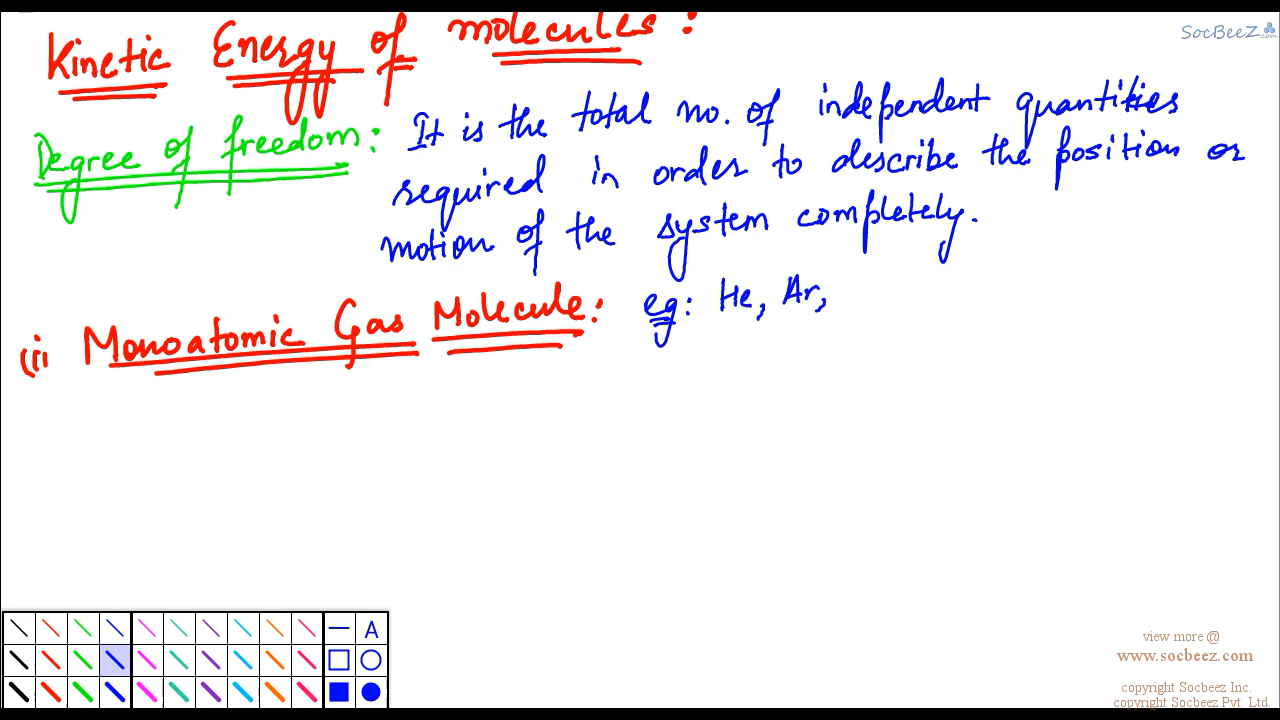 SocBeeZ.com
Kinetic Energy of molecules:
Degree of freedom: It is the total no. of independent quantities
required in order to describe the position or
motion of the system completely.
(i) Monoatomic Gas Molecule: eg: He, Ar,
A
view more @
www.socbeez.com
copyright Socbeez Inc.
copyright Socbeez Pvt. Ltd.